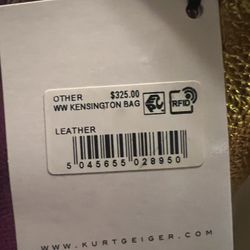 OTHER $325.00
WW KENSINGTON BAG
RFID
LEATHER
5 045655 028950
WWW.KURTGEIGER.COM